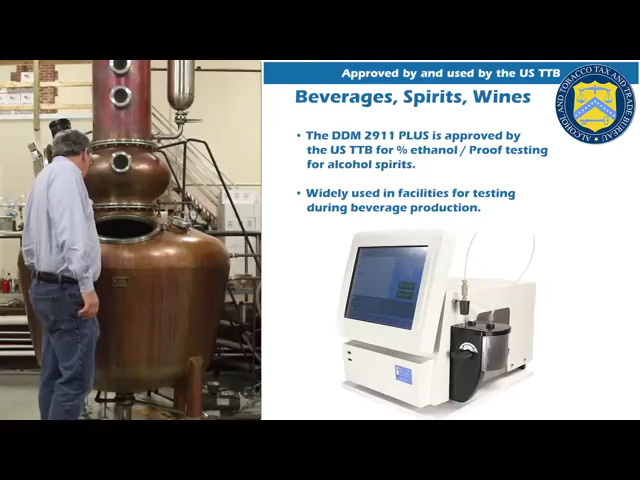 Approved by and used by the US TTB
Beverages, Spirits, Wines
ALCOHOL AND TOBACCO TAX AND TRADE BUREAU
• The DDM 2911 PLUS is approved by
the US TTB for % ethanol / Proof testing
for alcohol spirits.
• Widely used in facilities for testing
during beverage production.